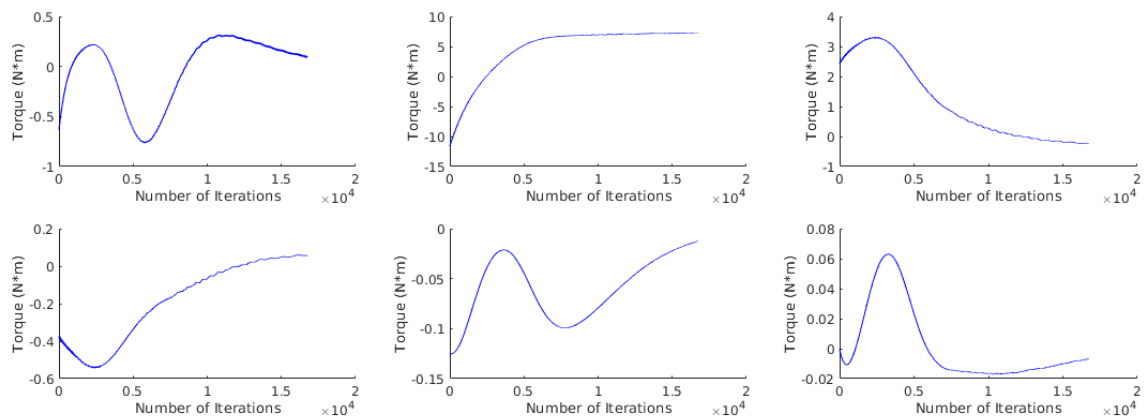 0.5
0
-0.5
-1
Torque (N*m)
0 0.5 1 1.5 2
Number of Iterations
×10^4
10
5
0
-5
-10
-15
Torque (N*m)
0 0.5 1 1.5 2
Number of Iterations
×10^4
4
3
2
1
0
-1
Torque (N*m)
0 0.5 1 1.5 2
Number of Iterations
×10^4
0.2
0
-0.2
-0.4
-0.6
Torque (N*m)
0 0.5 1 1.5 2
Number of Iterations
×10^4
0
-0.05
-0.1
-0.15
Torque (N*m)
0 0.5 1 1.5 2
Number of Iterations
×10^4
0.08
0.06
0.04
0.02
0
-0.02
Torque (N*m)
0 0.5 1 1.5 2
Number of Iterations
×10^4